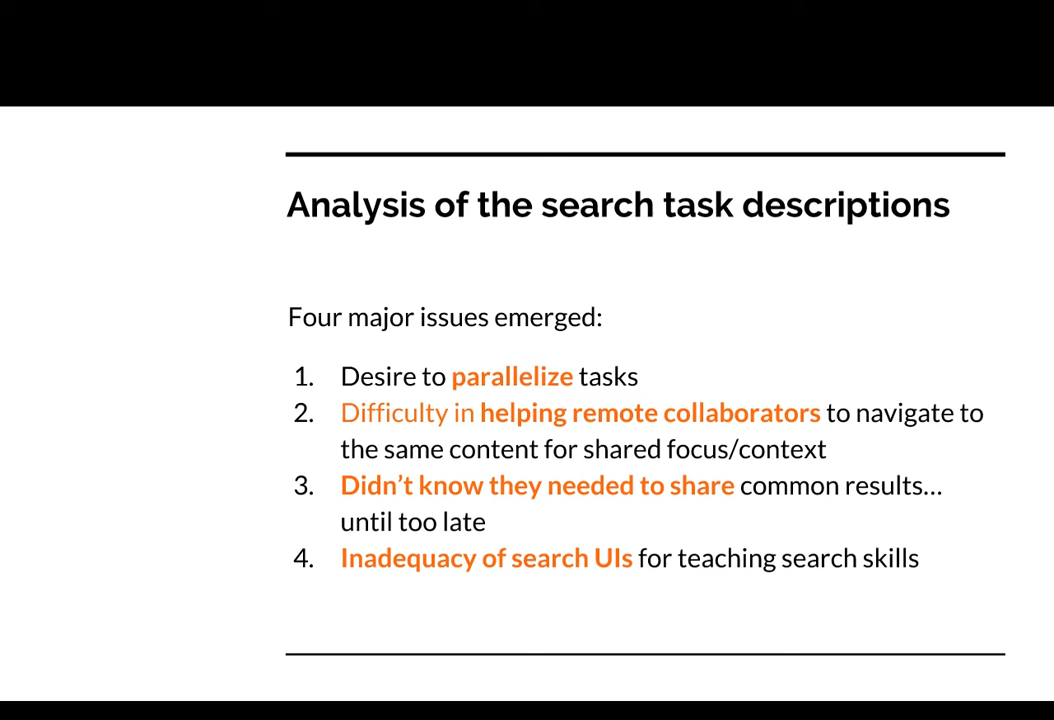 Analysis of the search task descriptions
Four major issues emerged:
1. Desire to parallelize tasks
2. Difficulty in helping remote collaborators to navigate to
the same content for shared focus/context
3. Didn’t know they needed to share common results...
until too late
4. Inadequacy of search UIs for teaching search skills